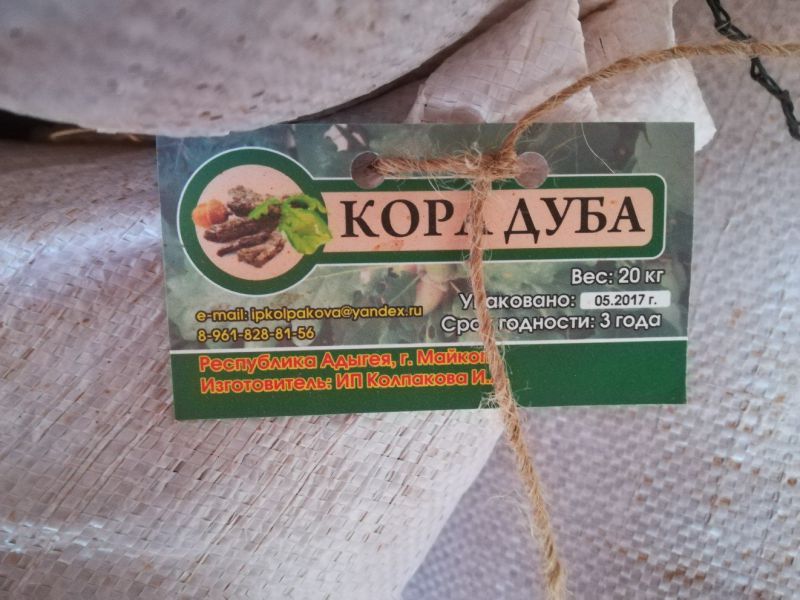 КОРА ДУБА
Вес: 20 кг
Упаковано: 05.2017 г.
Срок годности: 3 года
e-mail: ipkolpakova@yandex.ru
8-961-828-81-56
Республика Адыгея, г. Майкоп
Изготовитель: ИП Колпакова И.